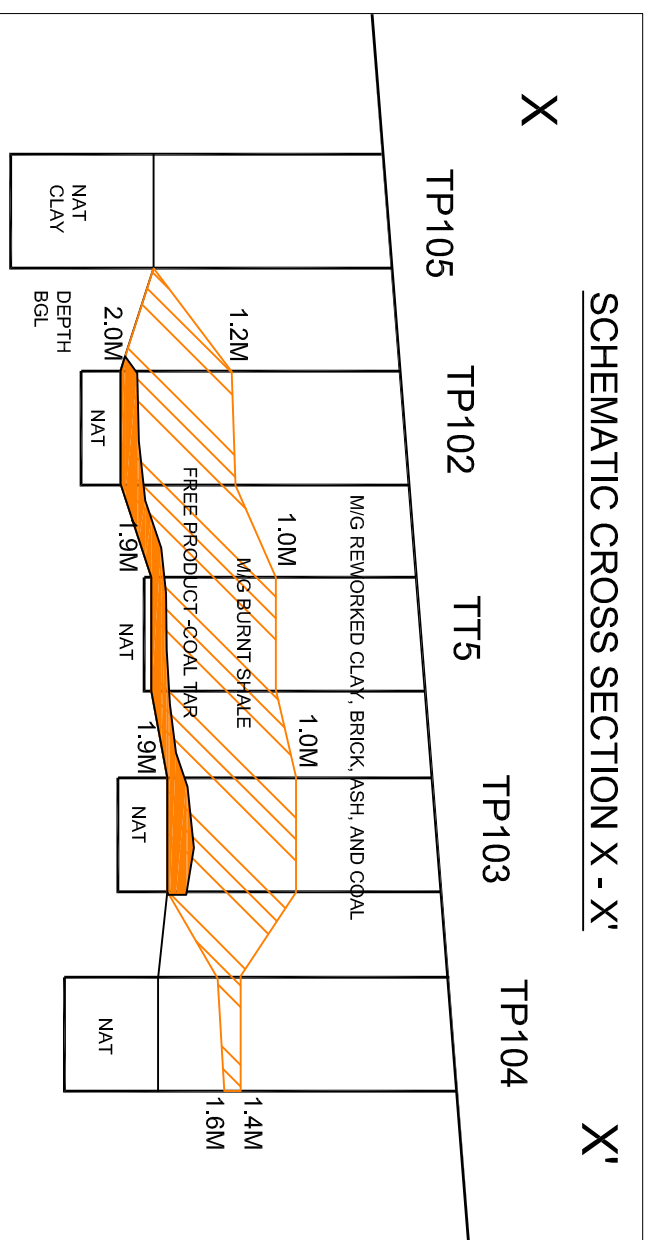 SCHEMATIC CROSS SECTION X - X'
X
X'
TP105
TP102
TT5
TP103
TP104
M/G REWORKED CLAY, BRICK, ASH, AND COAL
1.2M
1.0M
1.0M
1.4M
1.6M
M/G BURNT SHALE
FREE PRODUCT -COAL TAR
2.0M
1.9M
1.9M
DEPTH
BGL
NAT
CLAY
NAT
NAT
NAT
NAT